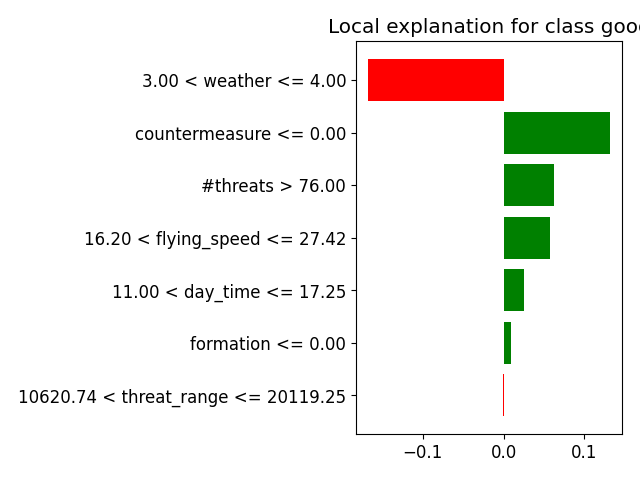 Local explanation for class good
3.00 < weather <= 4.00
countermeasure <= 0.00
#threats > 76.00
16.20 < flying_speed <= 27.42
11.00 < day_time <= 17.25
formation <= 0.00
10620.74 < threat_range <= 20119.25
−0.1 0.0 0.1